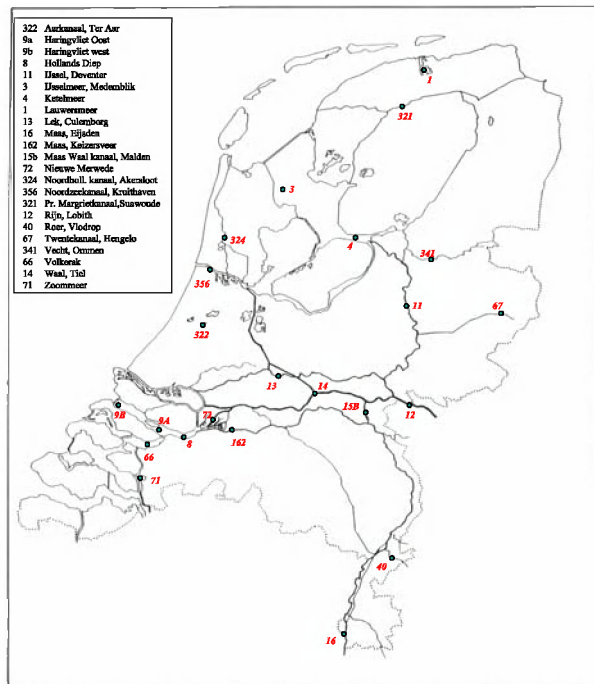 322 Aarkanaal, Ter Aar
9a Haringvliet Oost
9b Haringvliet west
8 Hollands Diep
11 IJssel, Deventer
3 IJsselmeer, Medemblik
4 Ketelmeer
1 Lauwersmeer
13 Lek, Culemborg
16 Maas, Eijsden
162 Maas, Keizersveer
15b Maas Waal kanaal, Malden
72 Nieuwe Merwede
324 Noordholl. kanaal, Akersloot
356 Noordzeekanaal, Kruithaven
321 Pr. Margrietkanaal,Suawoude
12 Rijn, Lobith
40 Roer, Vlodrop
67 Twentekanaal, Hengelo
341 Vecht, Ommen
66 Volkerak
14 Waal, Tiel
71 Zoommeer
1
321
3
324
4
341
356
11
67
322
13
14
9B
15B
12
9A
72
162
66
8
71
40
16